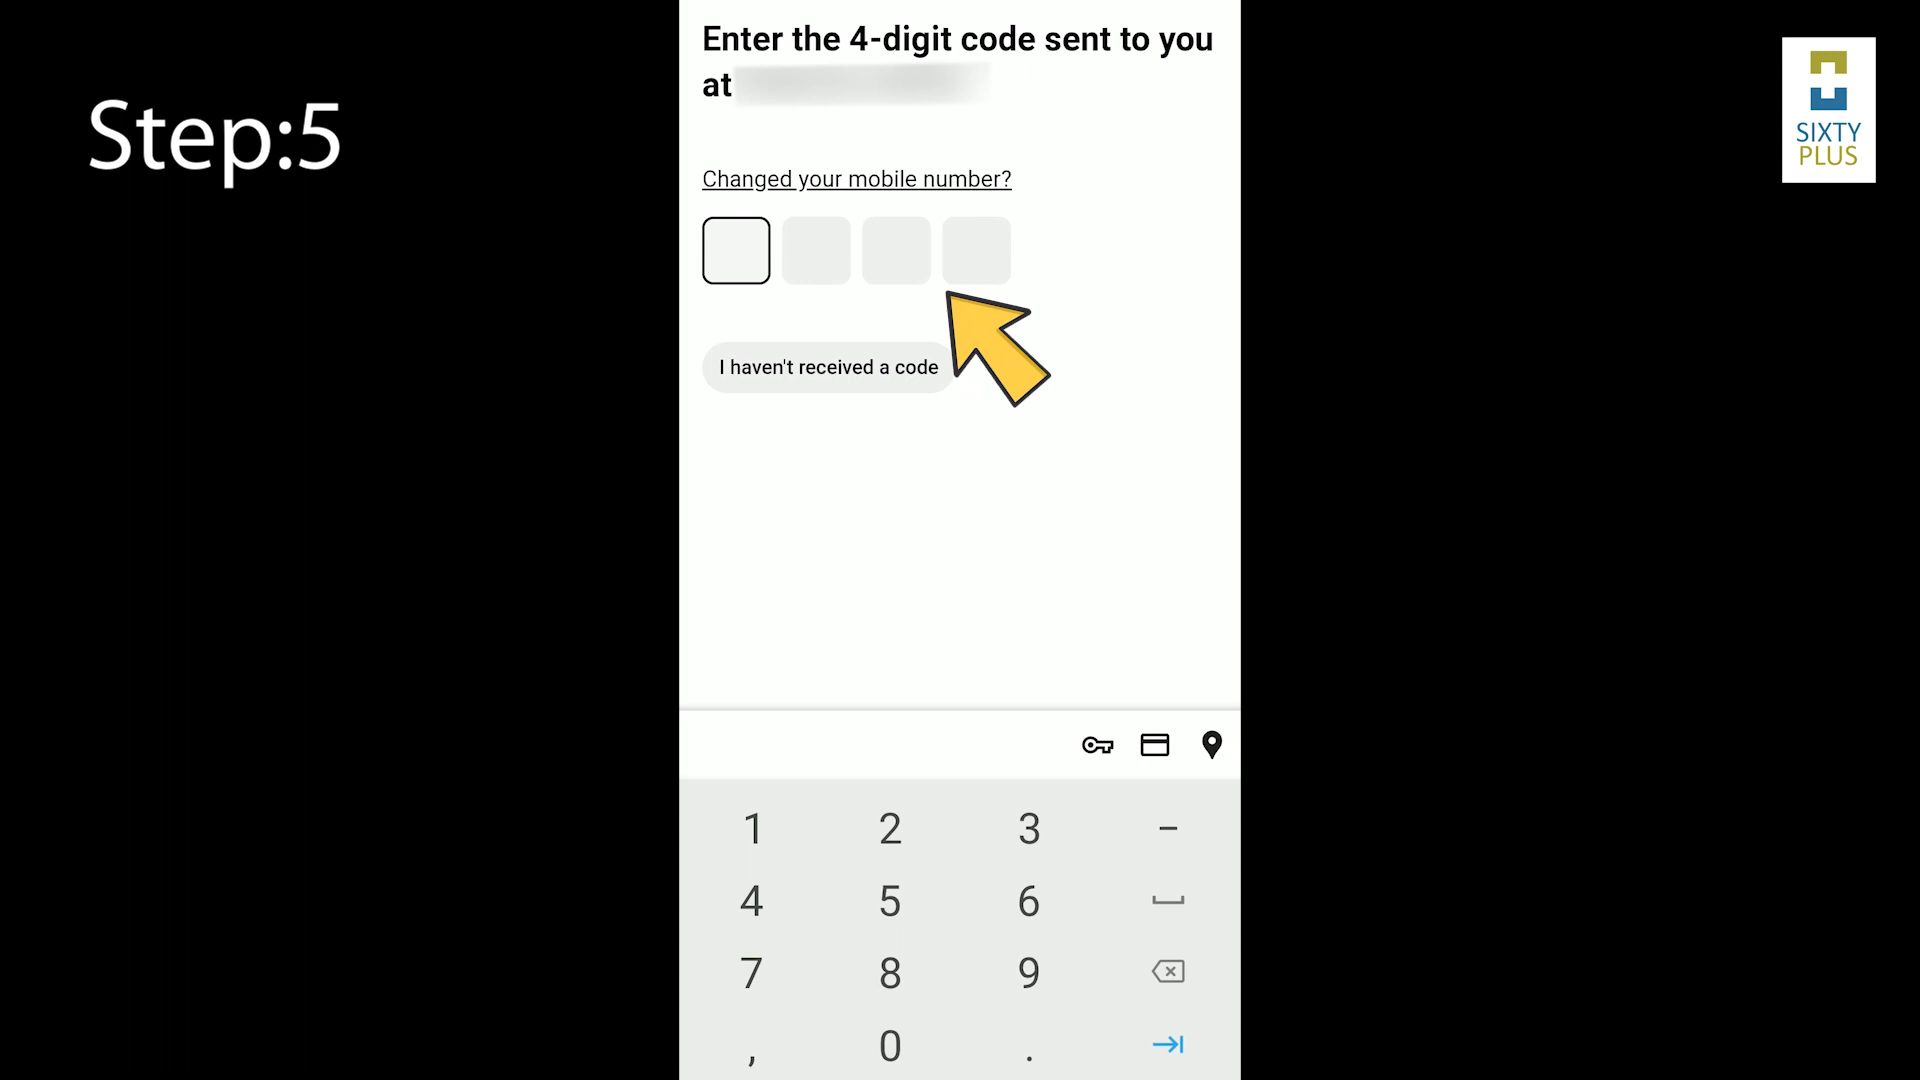 Step:5
Enter the 4-digit code sent to you
at
Changed your mobile number?
I haven't received a code
SIXTY
PLUS
1 2 3 -
4 5 6
7 8 9
, 0 .